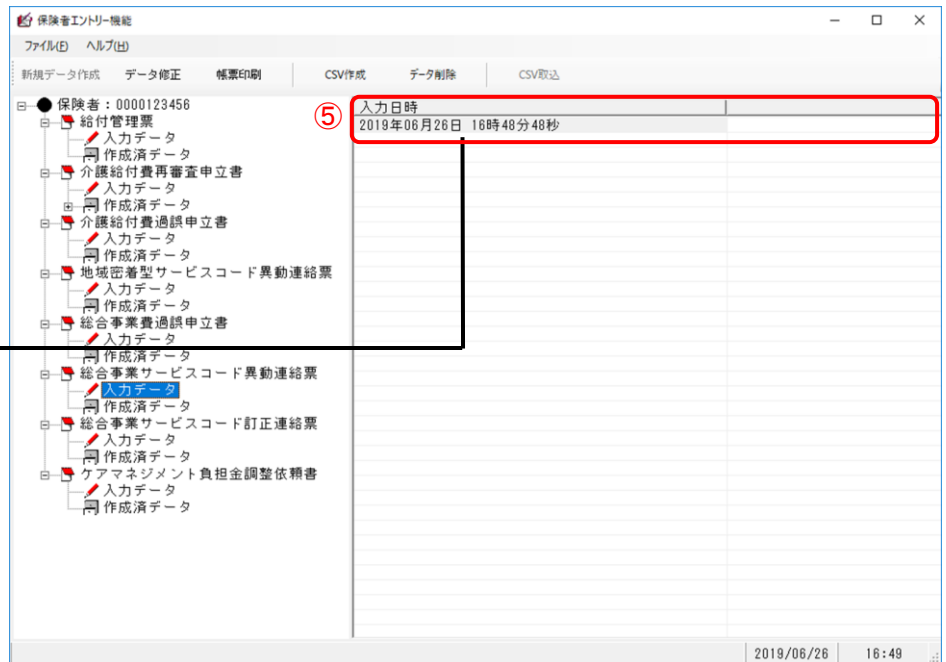 保険者エントリー機能
ファイル(F) ヘルプ(H)
新規データ作成 データ修正 帳票印刷 CSV作成 データ削除 CSV取込
保険者：0000123456
給付管理票
入力データ
作成済データ
介護給付費再審査申立書
入力データ
作成済データ
介護給付費過誤申立書
入力データ
作成済データ
地域密着型サービスコード異動連絡票
入力データ
作成済データ
総合事業費過誤申立書
入力データ
作成済データ
総合事業サービスコード異動連絡票
入力データ
作成済データ
総合事業サービスコード訂正連絡票
入力データ
作成済データ
ケアマネジメント負担金調整依頼書
入力データ
作成済データ
⑤
入力日時
2019年06月26日 16時48分48秒
2019/06/26 16:49